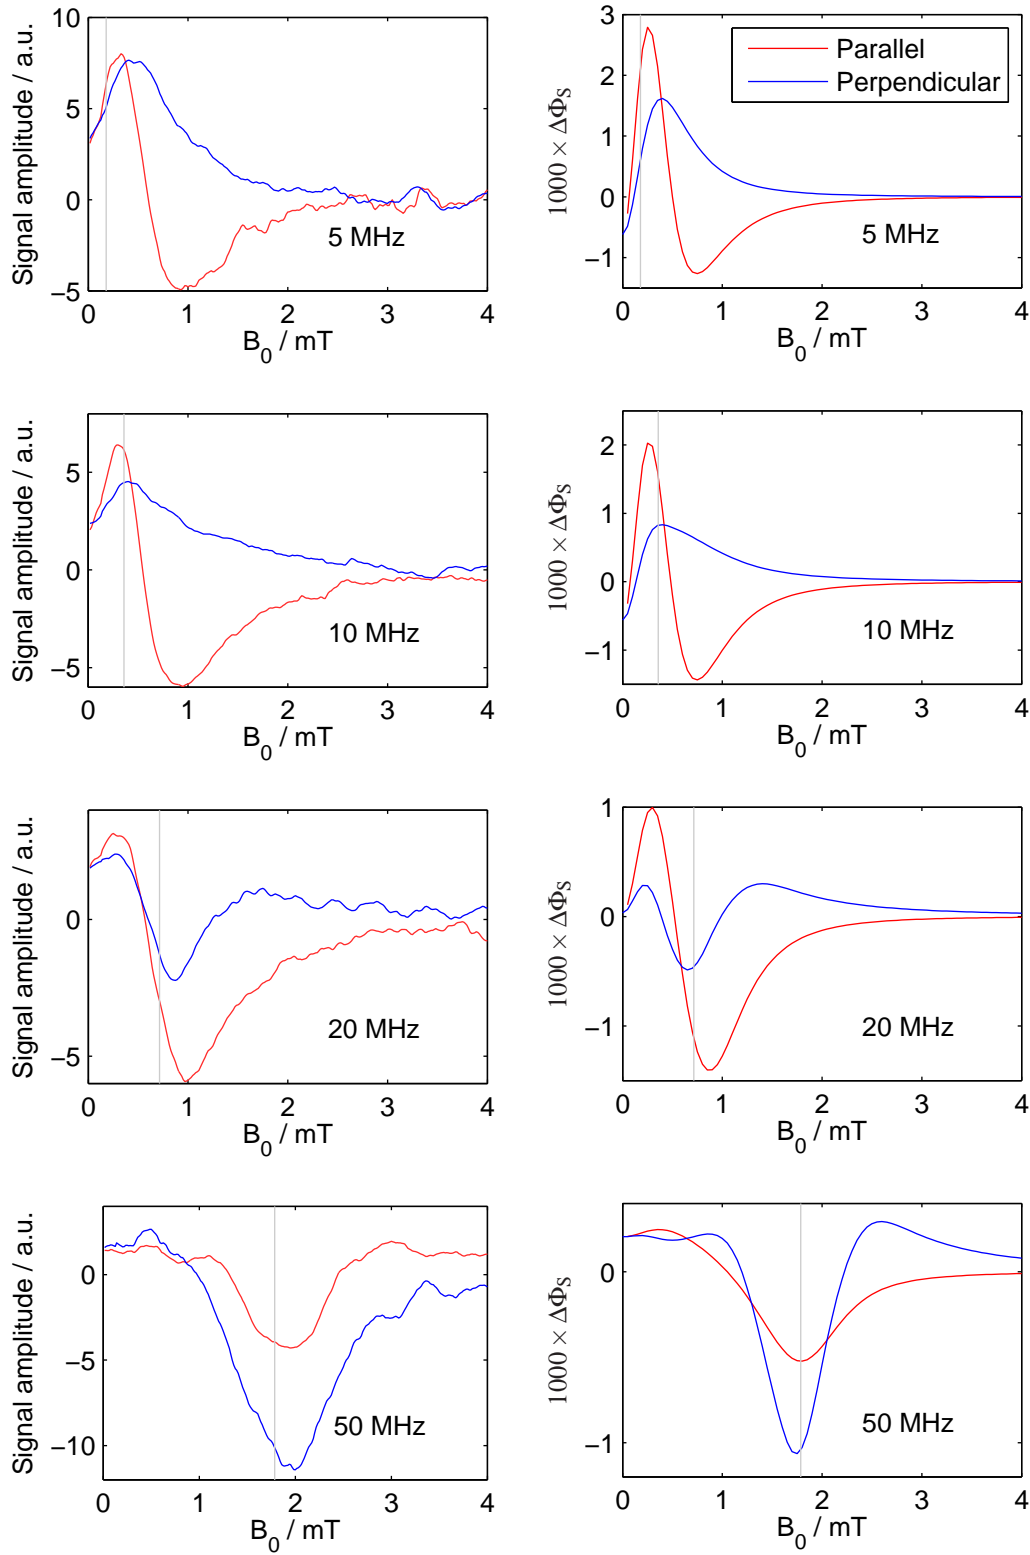 10
5
0
−5
Signal amplitude / a.u.
5 MHz
0 1 2 3 4
B0 / mT
3
2
1
0
−1
1000 × ΔΦS
Parallel
Perpendicular
5 MHz
0 1 2 3 4
B0 / mT
5
0
−5
Signal amplitude / a.u.
10 MHz
0 1 2 3 4
B0 / mT
2
1
0
−1
1000 × ΔΦS
10 MHz
0 1 2 3 4
B0 / mT
0
−5
Signal amplitude / a.u.
20 MHz
0 1 2 3 4
B0 / mT
1
0
−1
1000 × ΔΦS
20 MHz
0 1 2 3 4
B0 / mT
0
−5
−10
Signal amplitude / a.u.
50 MHz
0 1 2 3 4
B0 / mT
0
−1
1000 × ΔΦS
50 MHz
0 1 2 3 4
B0 / mT